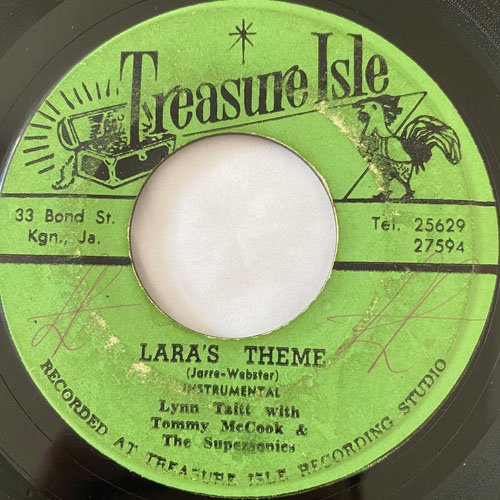 Treasure Isle
33 Bond St.
Kgn., Ja.
Tel. 25629
27594
LARA'S THEME
(Jarre-Webster)
INSTRUMENTAL
Lynn Taitt with
Tommy McCook &
The Supersonics
RECORDED AT TREASURE ISLE RECORDING STUDIO